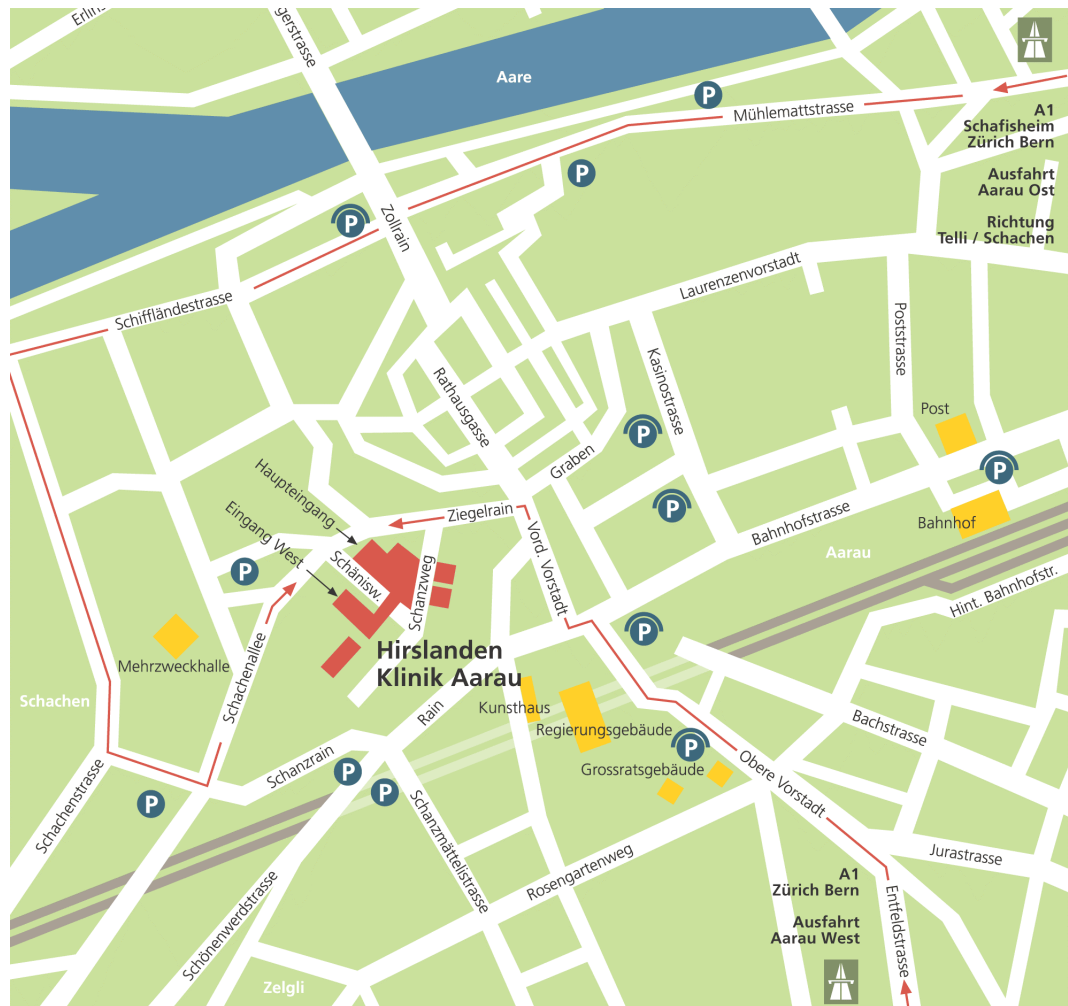 Erlins
gerstrasse
Aare
P
Mühlemattstrasse
A1
Schafisheim
Zürich Bern
Ausfahrt
Aarau Ost
Richtung
Telli / Schachen
P
P
Zollrain
Laurenzenvorstadt
Schiffländestrasse
Poststrasse
Kasinostrasse
Rathausgasse
Post
P
Graben
P
Haupteingang
Eingang West
Ziegelrain
P
Bahnhofstrasse
Bahnhof
Vord. Vorstadt
Aarau
P
Schänisw.
Schanzweg
Hint. Bahnhofstr.
P
Mehrzweckhalle
Hirslanden
Klinik Aarau
Schachenallee
Schachen
Rain
Kunsthaus
Regierungsgebäude
Bachstrasse
P
Schanzrain
Grossratsgebäude
Obere Vorstadt
P
P
P
Schachenstrasse
Schanzmättelistrasse
Rosengartenweg
Jurastrasse
A1
Zürich Bern
Ausfahrt
Aarau West
Entfeldstrasse
Schönenwerdstrasse
Zelgli